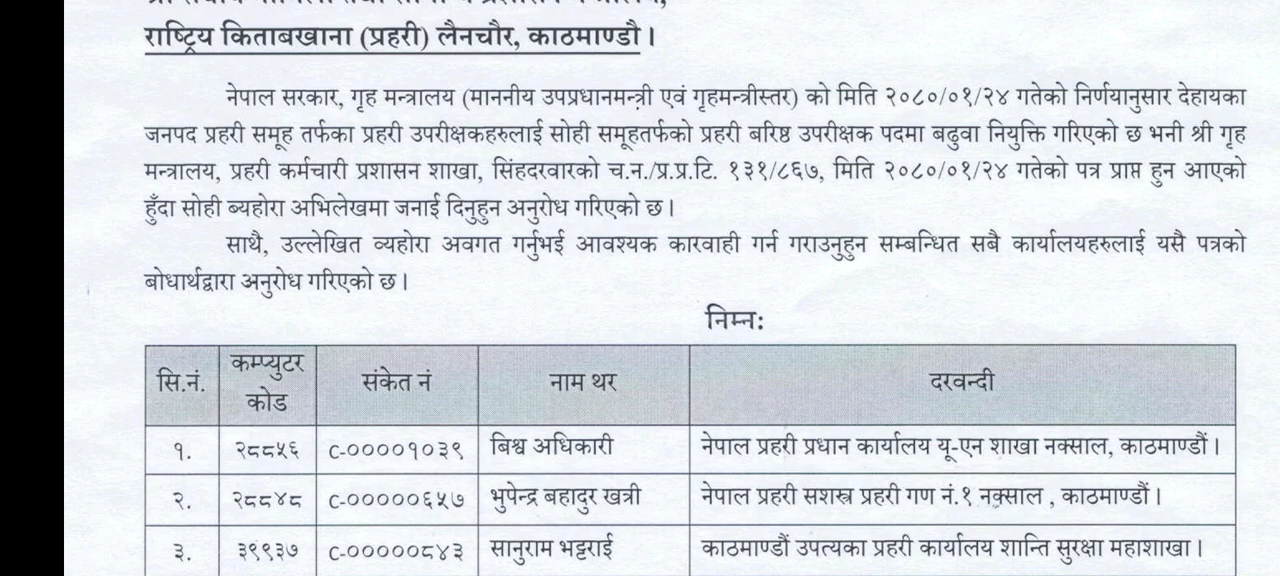 राष्ट्रिय किताबखाना (प्रहरी) लैनचौर, काठमाण्डौ ।
नेपाल सरकार, गृह मन्त्रालय (माननीय उपप्रधानमन्त्री एवं गृहमन्त्रीस्तर) को मिति २०८०/०१/२४ गतेको निर्णयानुसार देहायका
जनपद प्रहरी समूह तर्फका प्रहरी उपरीक्षकहरुलाई सोही समूहतर्फको प्रहरी बरिष्ठ उपरीक्षक पदमा बढुवा नियुक्ति गरिएको छ भनी श्री गृह
मन्त्रालय, प्रहरी कर्मचारी प्रशासन शाखा, सिंहदरवारको च.न./प्र.प्र.टि. १३१/८६७, मिति २०८०/०१/२४ गतेको पत्र प्राप्त हुन आएको
हुँदा सोही ब्यहोरा अभिलेखमा जनाई दिनुहुन अनुरोध गरिएको छ ।
साथै, उल्लेखित व्यहोरा अवगत गर्नुभई आवश्यक कारवाही गर्न गराउनुहुन सम्बन्धित सबै कार्यालयहरुलाई यसै पत्रको
बोधार्थद्वारा अनुरोध गरिएको छ ।
निम्न:
सि.नं. कम्प्युटर कोड संकेत नं नाम थर दरवन्दी
१. २८८५६ C-००००१०३९ बिश्व अधिकारी नेपाल प्रहरी प्रधान कार्यालय यू-एन शाखा नक्साल, काठमाण्डौं ।
२. २८८४८ C-०००००६५७ भुपेन्द्र बहादुर खत्री नेपाल प्रहरी सशस्त्र प्रहरी गण नं.१ नक्साल , काठमाण्डौं ।
३. ३९९३७ C-०००००८४३ सानुराम भट्टराई काठमाण्डौं उपत्यका प्रहरी कार्यालय शान्ति सुरक्षा महाशाखा ।